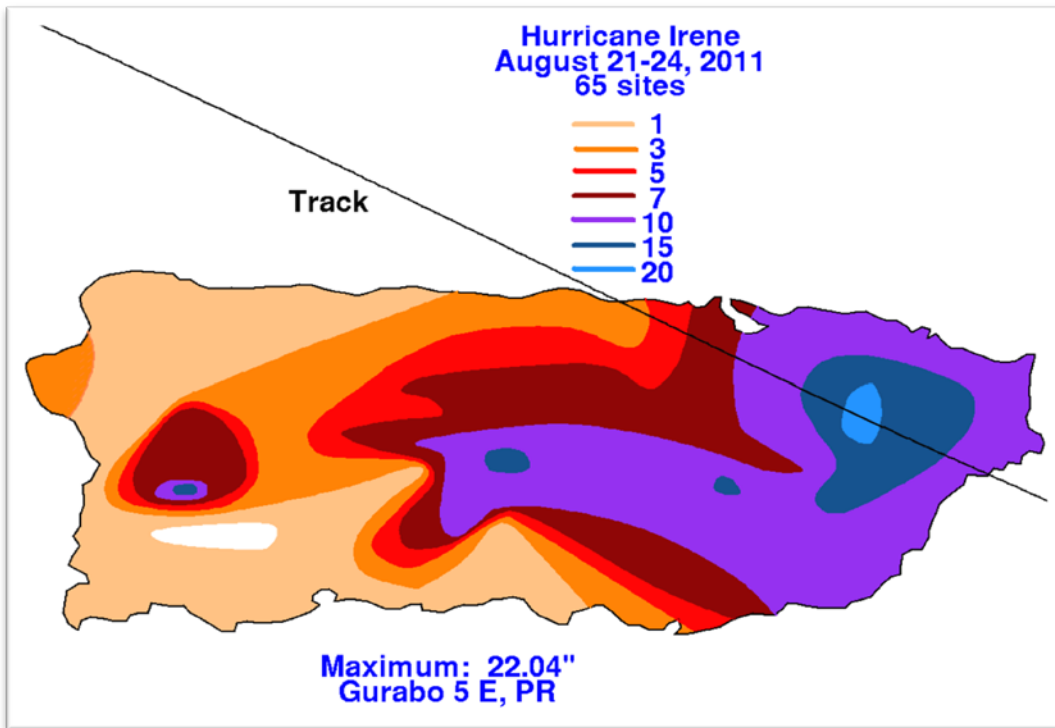 Hurricane Irene
August 21-24, 2011
65 sites
1
3
5
7
10
15
20
Track
Maximum: 22.04"
Gurabo 5 E, PR